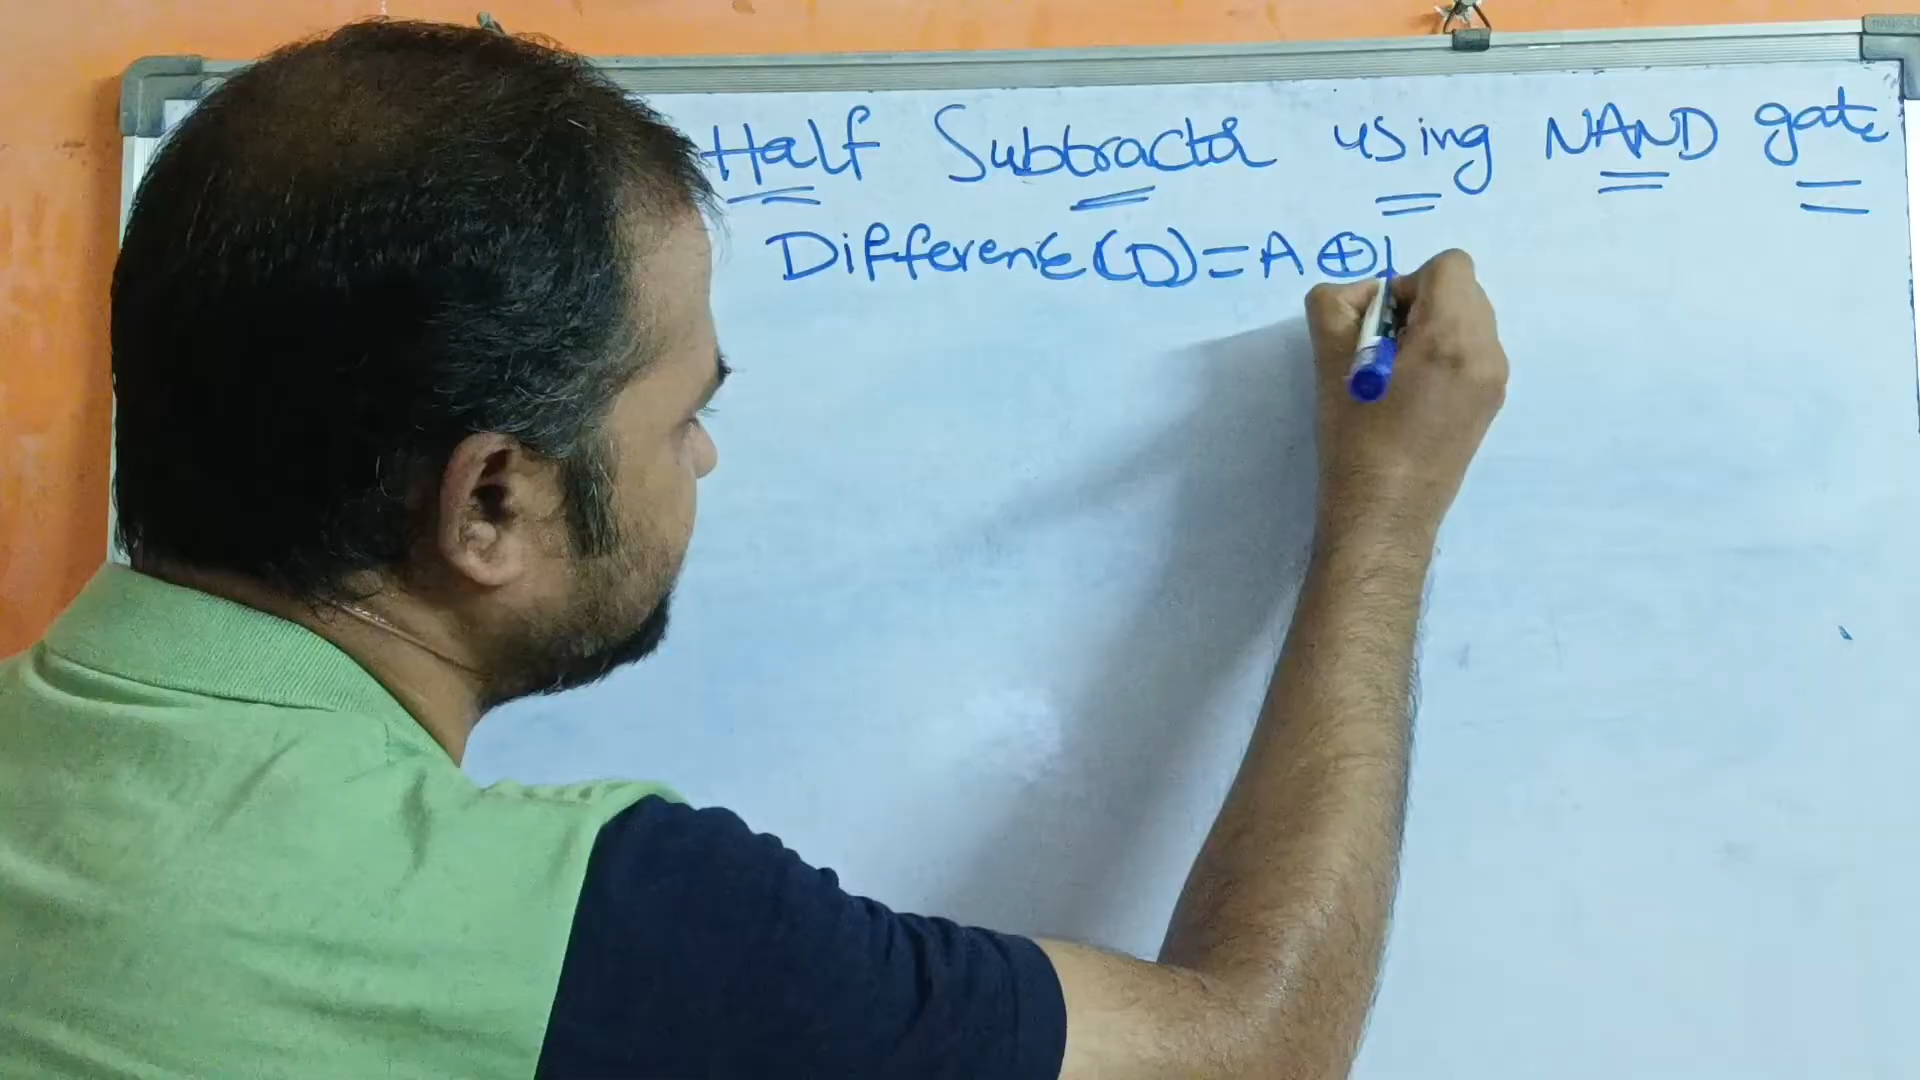 Half Subtractor using NAND gate
Difference(D)=A⊕